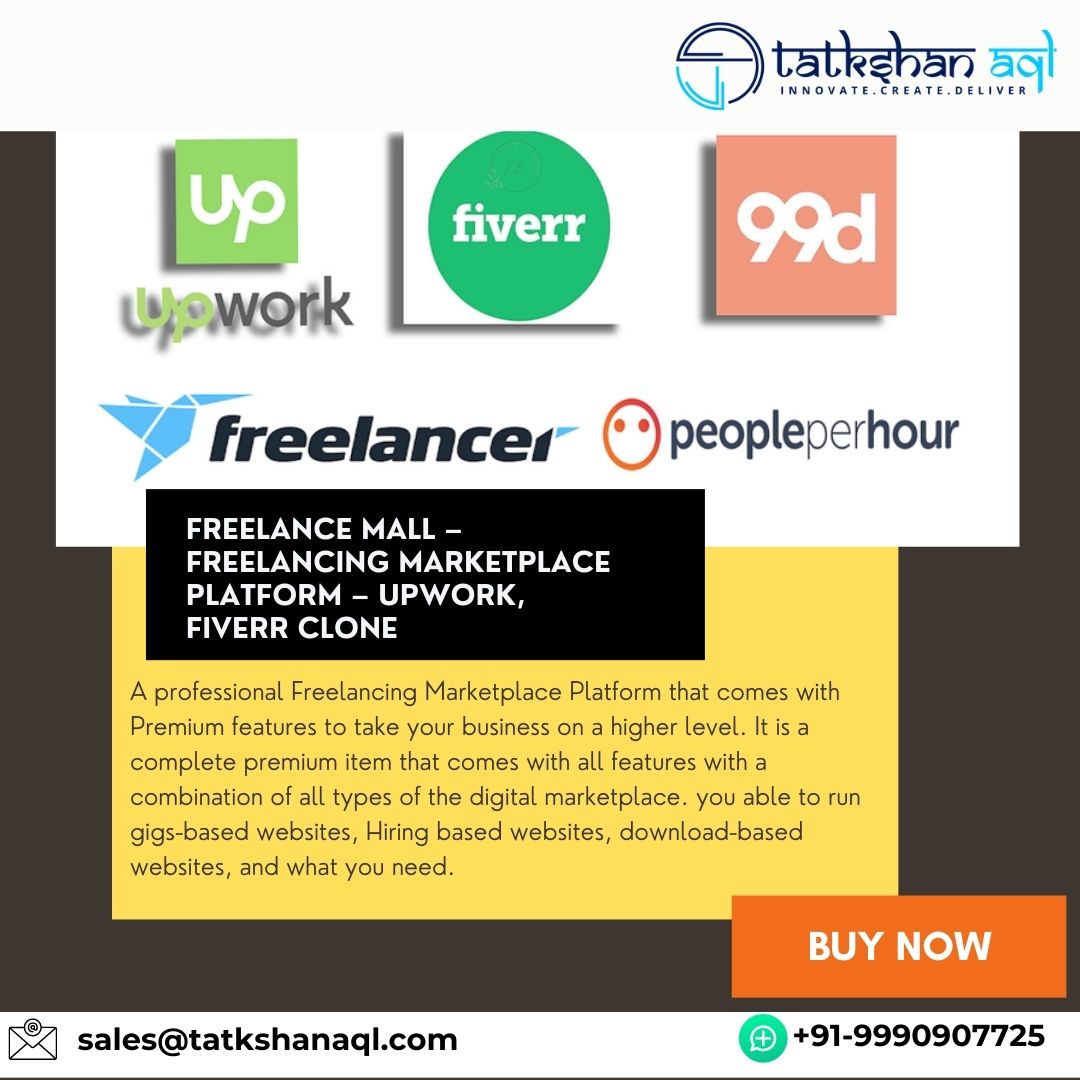 tatkshan aql
INNOVATE.CREATE.DELIVER
up
upwork
fiverr
99d
freelancer
peopleperhour
FREELANCE MALL –
FREELANCING MARKETPLACE
PLATFORM – UPWORK,
FIVERR CLONE
A professional Freelancing Marketplace Platform that comes with
Premium features to take your business on a higher level. It is a
complete premium item that comes with all features with a
combination of all types of the digital marketplace. you able to run
gigs-based websites, Hiring based websites, download-based
websites, and what you need.
BUY NOW
sales@tatkshanaql.com
+91-9990907725